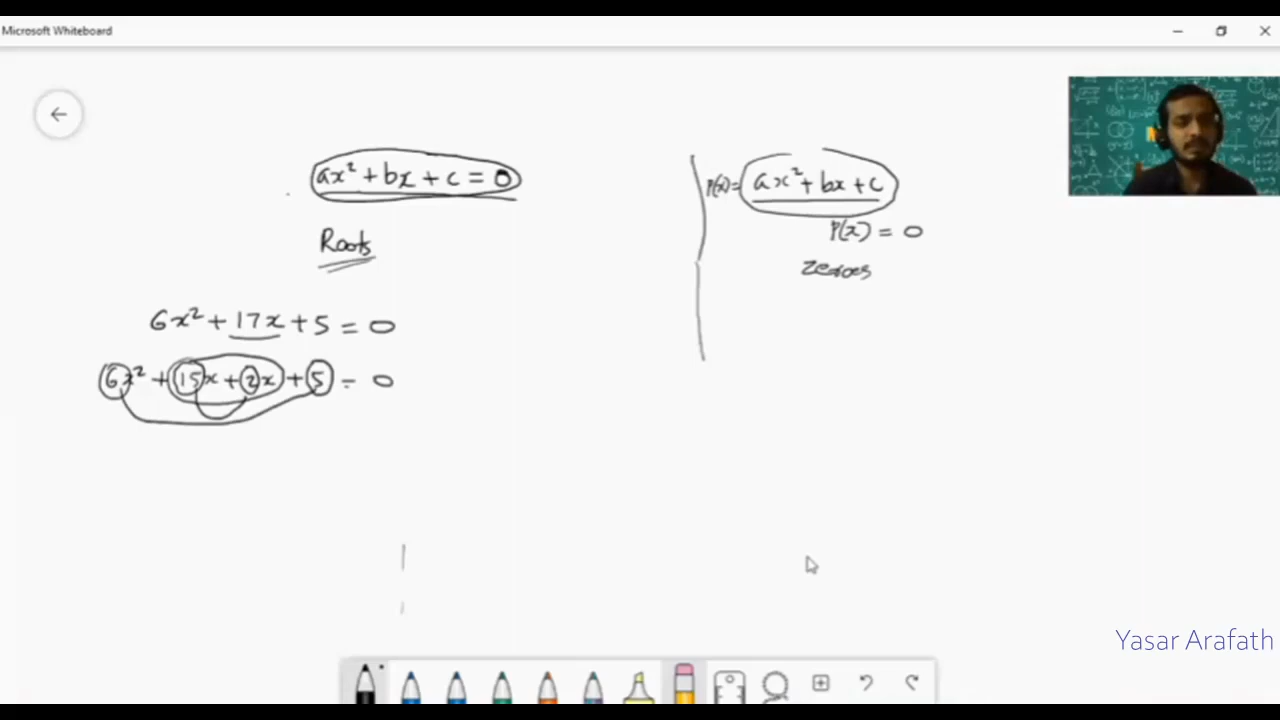 Microsoft Whiteboard
ax² + bx + c = 0
Roots
6x² + 17x + 5 = 0
6x² + 15x + 2x + 5 = 0
P(x) = ax² + bx + c
P(x) = 0
zeroes
Yasar Arafath